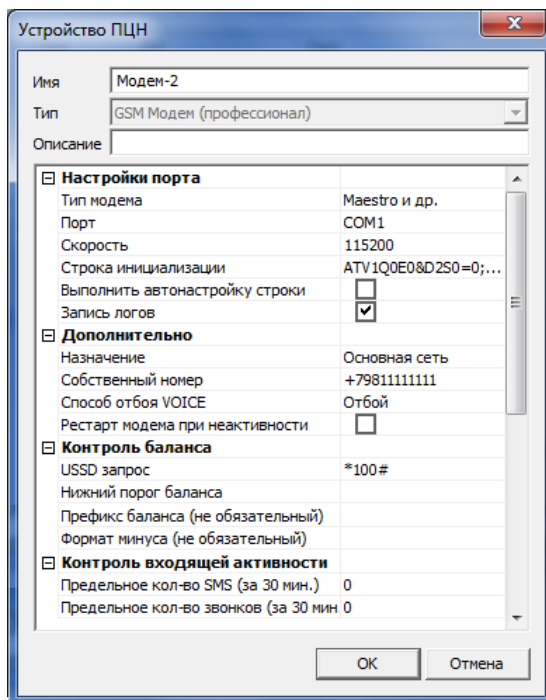 Устройство ПЦН
Имя Модем-2
Тип GSM Модем (профессионал)
Описание
Настройки порта
Тип модема Maestro и др.
Порт COM1
Скорость 115200
Строка инициализации ATV1Q0E0&D2S0=0;...
Выполнить автонастройку строки
Запись логов
Дополнительно
Назначение Основная сеть
Собственный номер +79811111111
Способ отбоя VOICE Отбой
Рестарт модема при неактивности
Контроль баланса
USSD запрос *100#
Нижний порог баланса
Префикс баланса (не обязательный)
Формат минуса (не обязательный)
Контроль входящей активности
Предельное кол-во SMS (за 30 мин.) 0
Предельное кол-во звонков (за 30 мин 0
OK Отмена